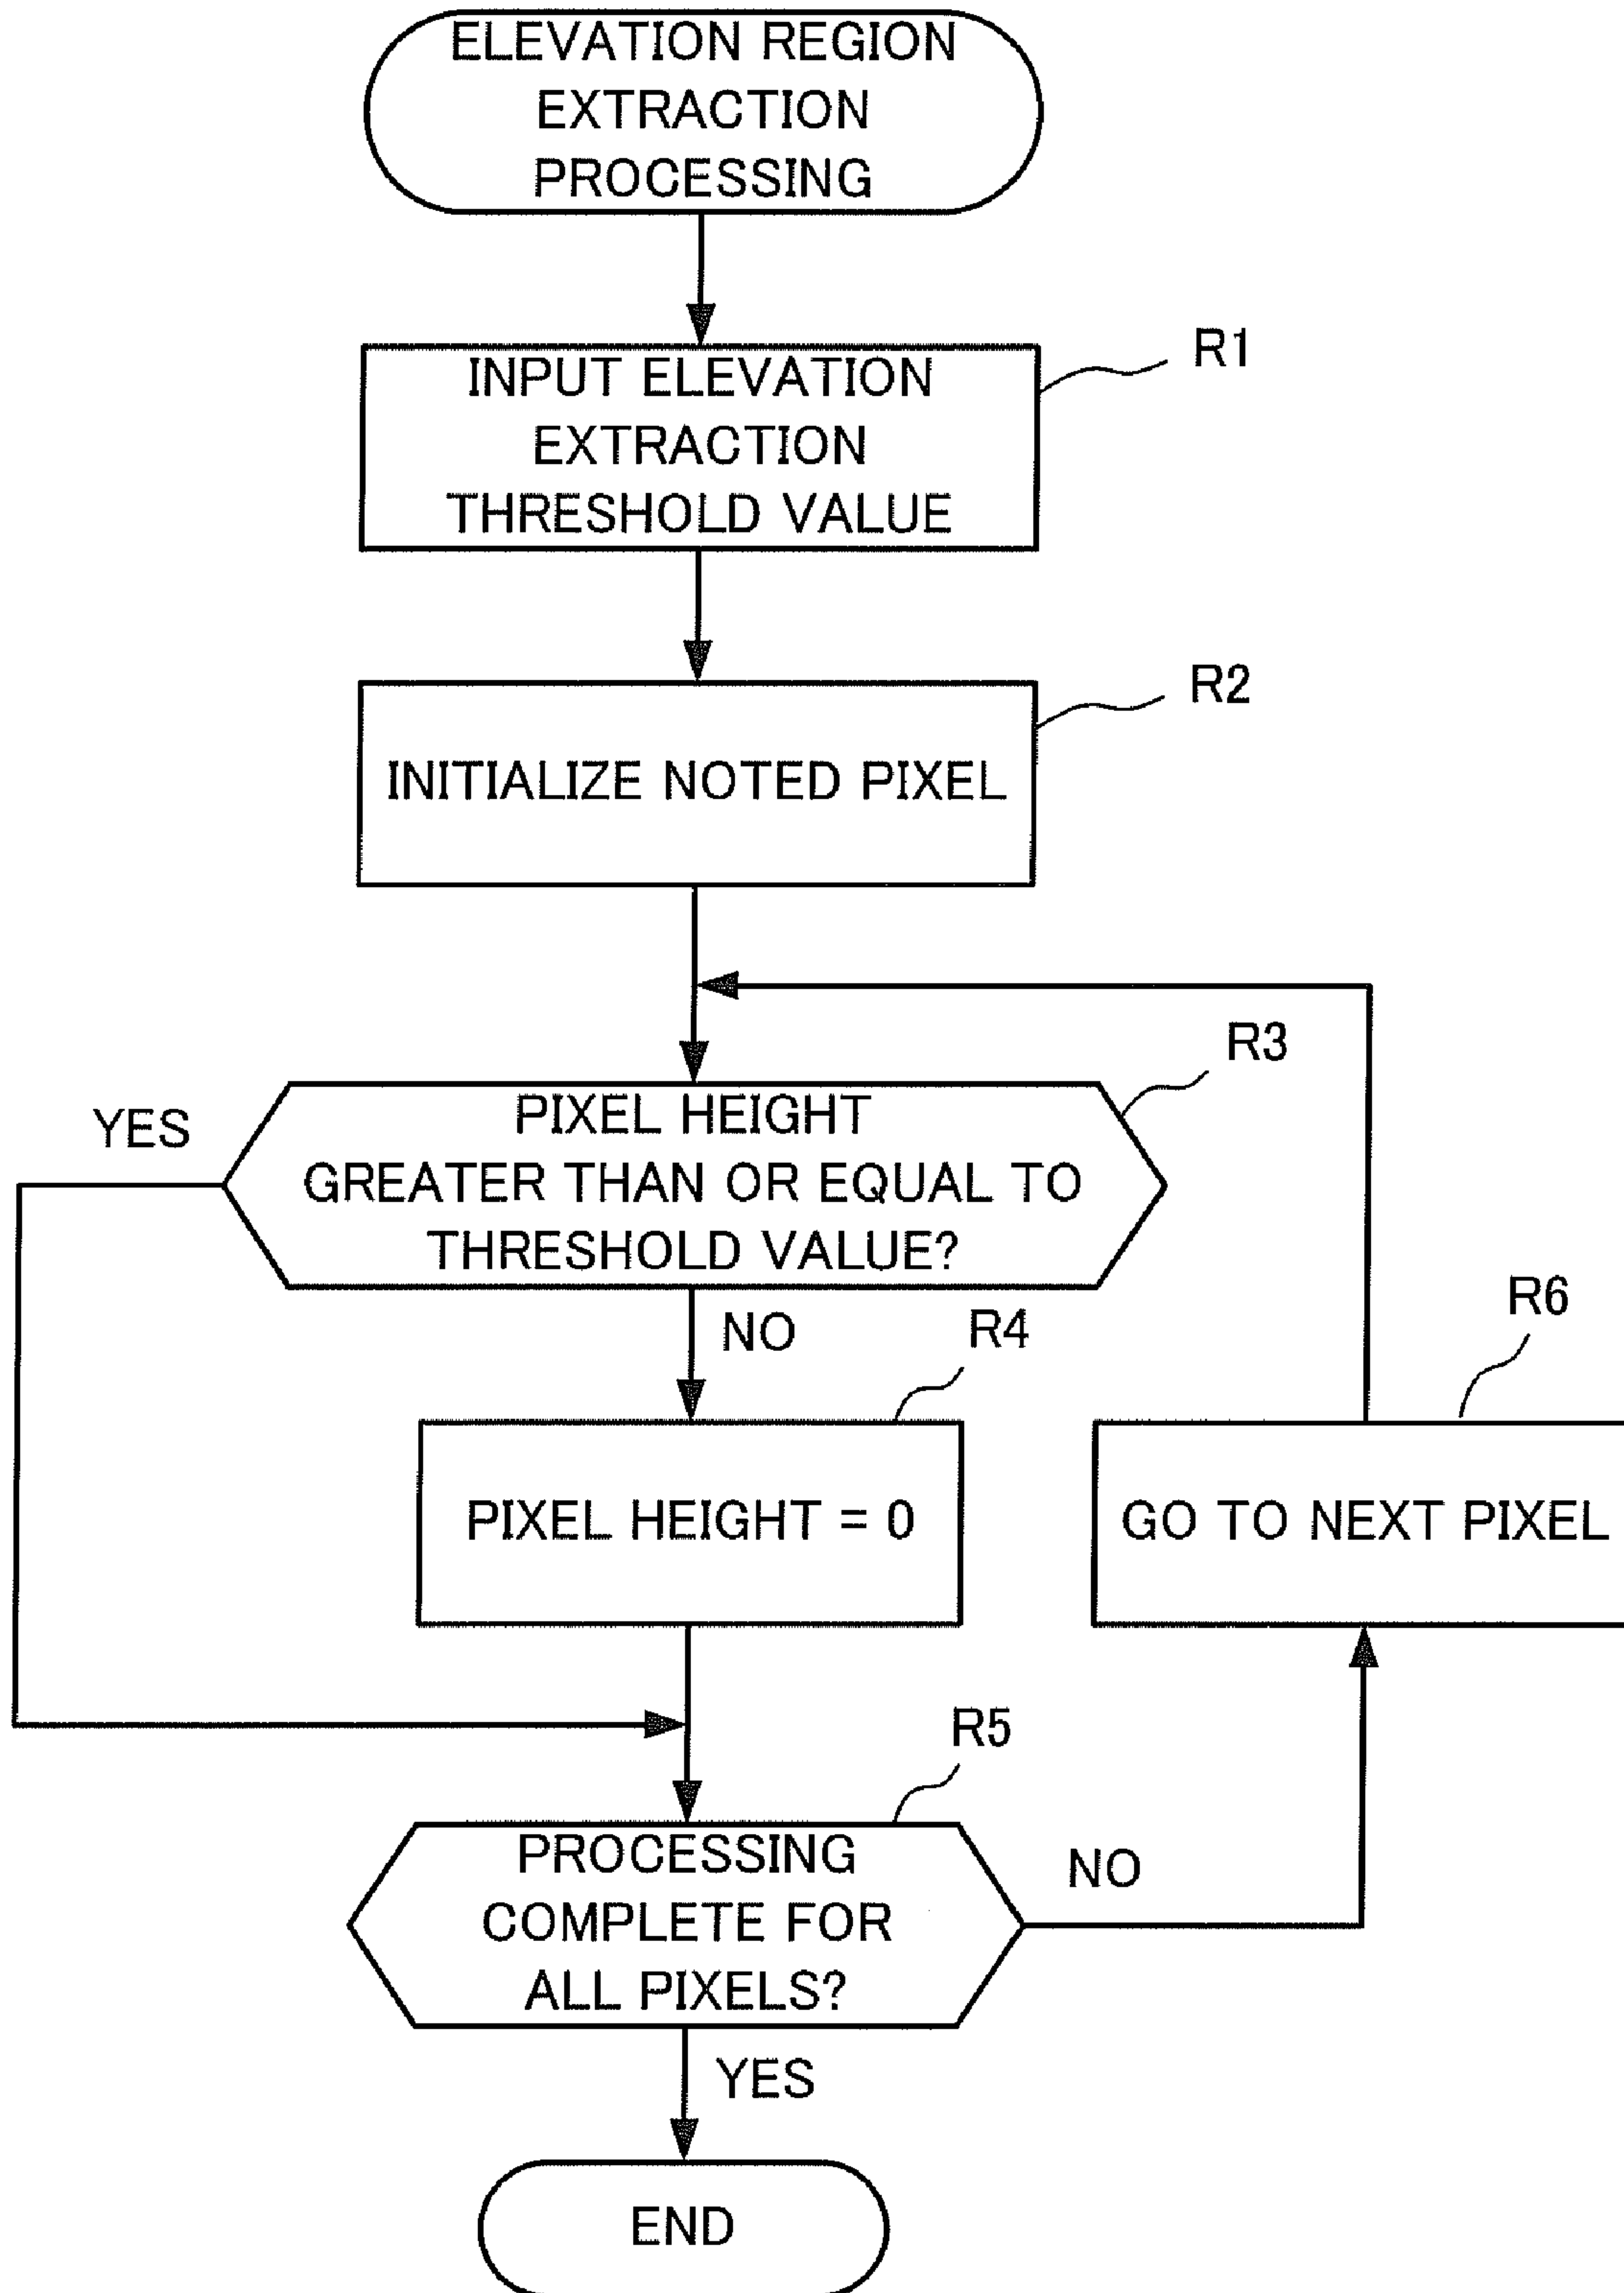 ELEVATION REGION
EXTRACTION
PROCESSING
R1
INPUT ELEVATION
EXTRACTION
THRESHOLD VALUE
R2
INITIALIZE NOTED PIXEL
R3
YES
PIXEL HEIGHT
GREATER THAN OR EQUAL TO
THRESHOLD VALUE?
NO
R4
R6
PIXEL HEIGHT = 0
GO TO NEXT PIXEL
R5
PROCESSING
COMPLETE FOR
ALL PIXELS?
NO
YES
END